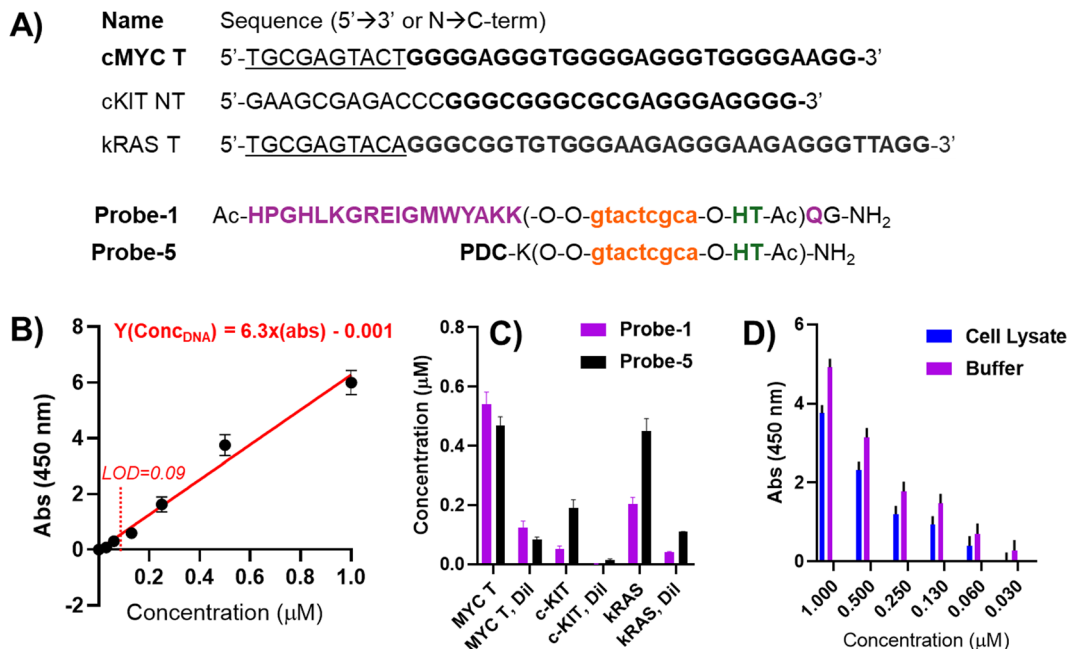 A)
Name Sequence (5'→3' or N→C-term)
cMYC T 5'-TGCGAGTACTGGGGAGGGTGGGGAGGGTGGGGAAGG-3'
cKIT NT 5'-GAAGCGAGACCCGGGCGGGCGCGAGGGAGGGG-3'
kRAS T 5'-TGCGAGTACAGGGCGGTGTGGGAAGAGGGAAGAGGGTTAGG-3'
Probe-1 Ac-HPGHLKGREIGMWYAKK(-O-O-gtactcgca-O-HT-Ac)QG-NH2
Probe-5 PDC-K(O-O-gtactcgca-O-HT-Ac)-NH2
B)
Y(ConcDNA) = 6.3x(abs) - 0.001
LOD=0.09
Abs (450 nm)
8
6
4
2
0
-2
0.2 0.4 0.6 0.8 1.0
Concentration (μM)
C)
Probe-1
Probe-5
Concentration (μM)
0.8
0.6
0.4
0.2
0.0
MYC T
MYC T, Dil
c-KIT
c-KIT, Dil
kRAS
kRAS, Dil
D)
Cell Lysate
Buffer
Abs (450 nm)
6
4
2
0
1.000
0.500
0.250
0.130
0.060
0.030
Concentration (μM)